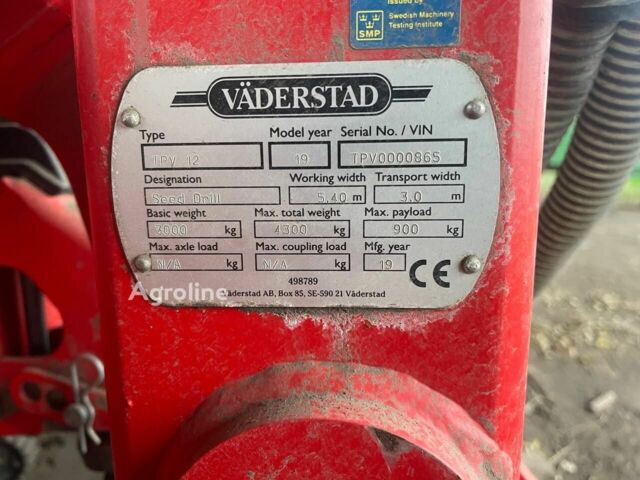 Issued by
Swedish Machinery
Testing Institute
SMP
VÄDERSTAD
Type Model year Serial No. / VIN
TPV 12 19 TPV0000865
Designation Working width Transport width
Seed Drill 5.40 m 3.0 m
Basic weight Max. total weight Max. payload
3000 kg 4300 kg 900 kg
Max. axle load Max. coupling load Mfg. year
N/A kg N/A kg 19 CE
498789
Väderstad AB, Box 85, SE-590 21 Väderstad
Agroline